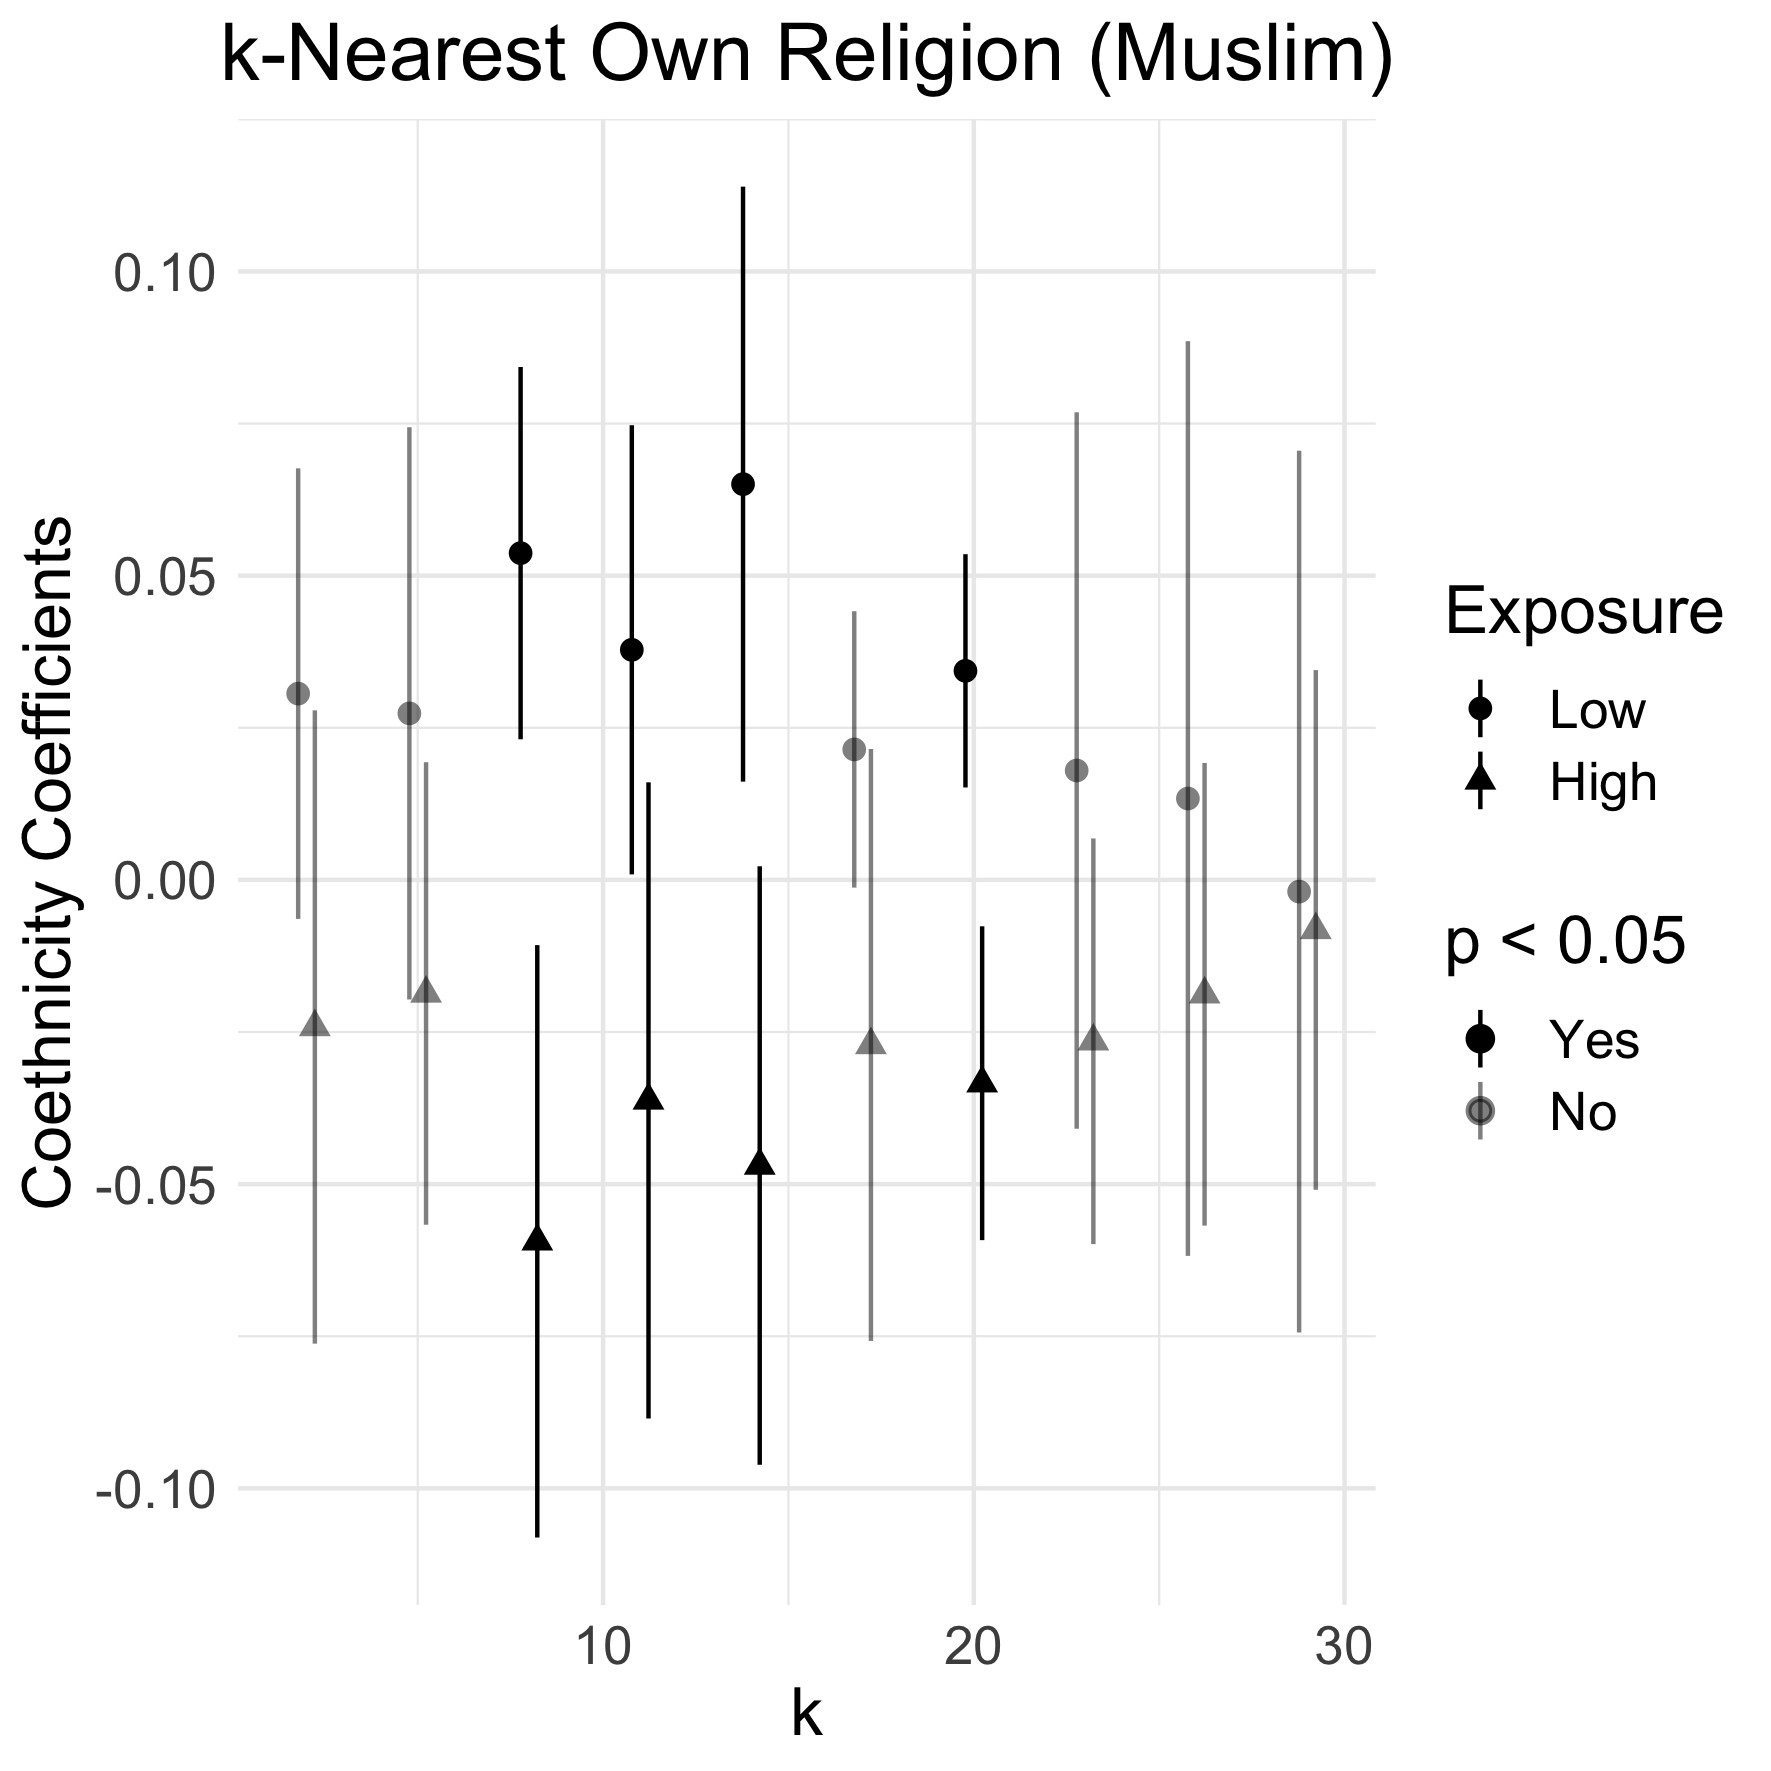 k-Nearest Own Religion (Muslim)
Coethnicity Coefficients
0.10
0.05
0.00
-0.05
-0.10
10 20 30
k
Exposure
Low
High
p < 0.05
Yes
No